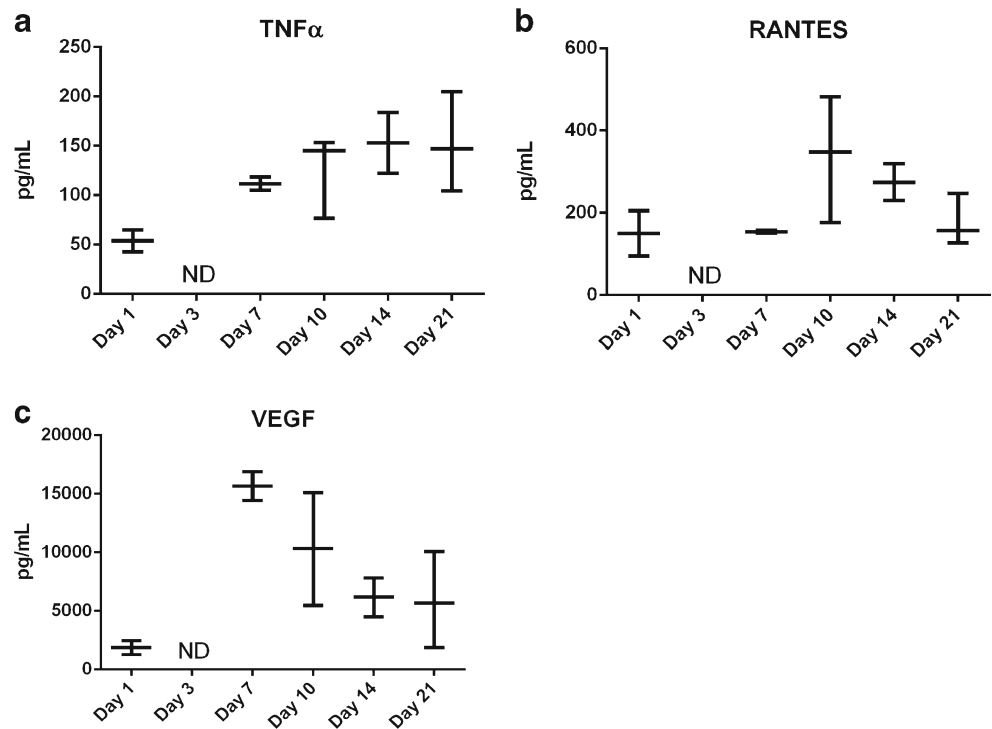 a
TNFα
250
200
150
100
50
0
pg/mL
ND
Day 1
Day 3
Day 7
Day 10
Day 14
Day 21
b
RANTES
600
400
200
0
pg/mL
ND
Day 1
Day 3
Day 7
Day 10
Day 14
Day 21
c
VEGF
20000
15000
10000
5000
0
pg/mL
ND
Day 1
Day 3
Day 7
Day 10
Day 14
Day 21